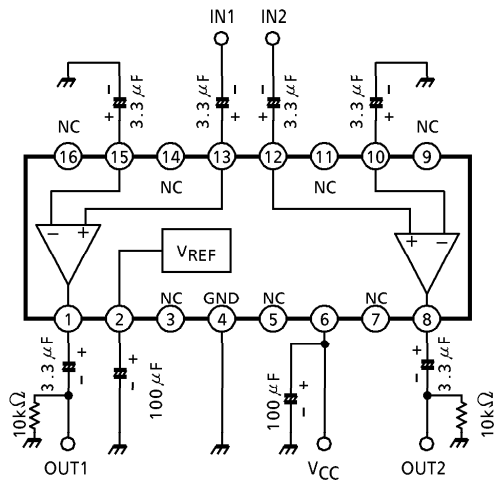 IN1 IN2
− 3.3 μF +
3.3 μF − +
− 3.3 μF +
3.3 μF − +
NC NC
16 15 14 13 12 11 10 9
NC NC
− + + −
VREF
NC GND NC NC
1 2 3 4 5 6 7 8
3.3 μF + −
+ − 100 μF
100 μF + −
+ − 3.3 μF
10kΩ 10kΩ
OUT1 VCC OUT2